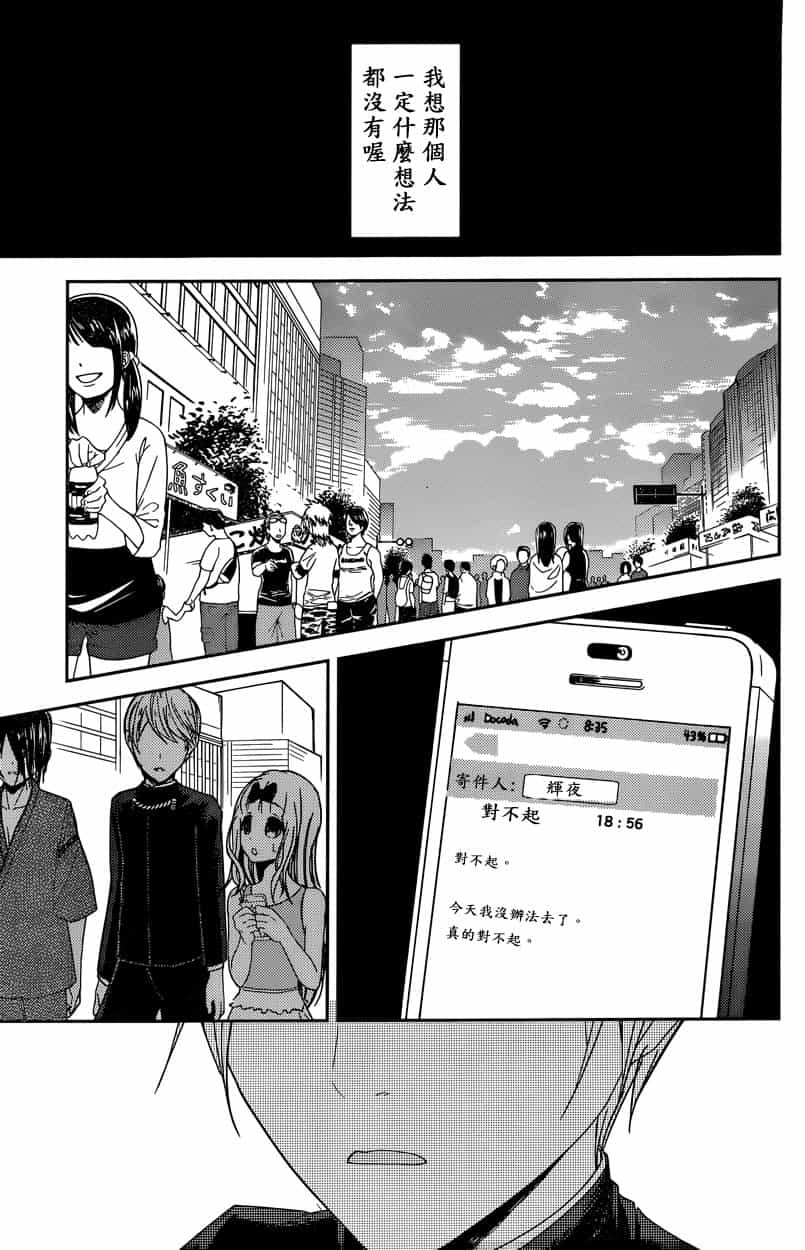 我想那個人
一定什麼想法
都沒有喔
魚すくい
Docoda 8:35 43%
寄件人: 輝夜
對不起 18:56
對不起。
今天我沒辦法去了。
真的對不起。